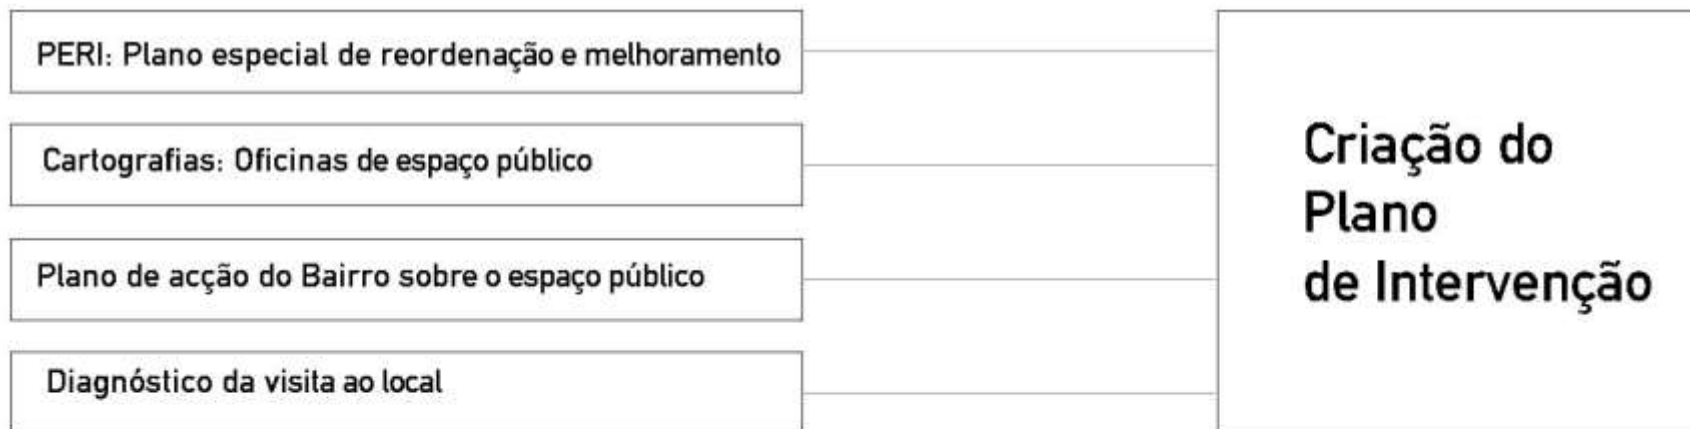 PERI: Plano especial de reordenação e melhoramento
Cartografias: Oficinas de espaço público
Plano de acção do Bairro sobre o espaço público
Diagnóstico da visita ao local
Criação do
Plano
de Intervenção